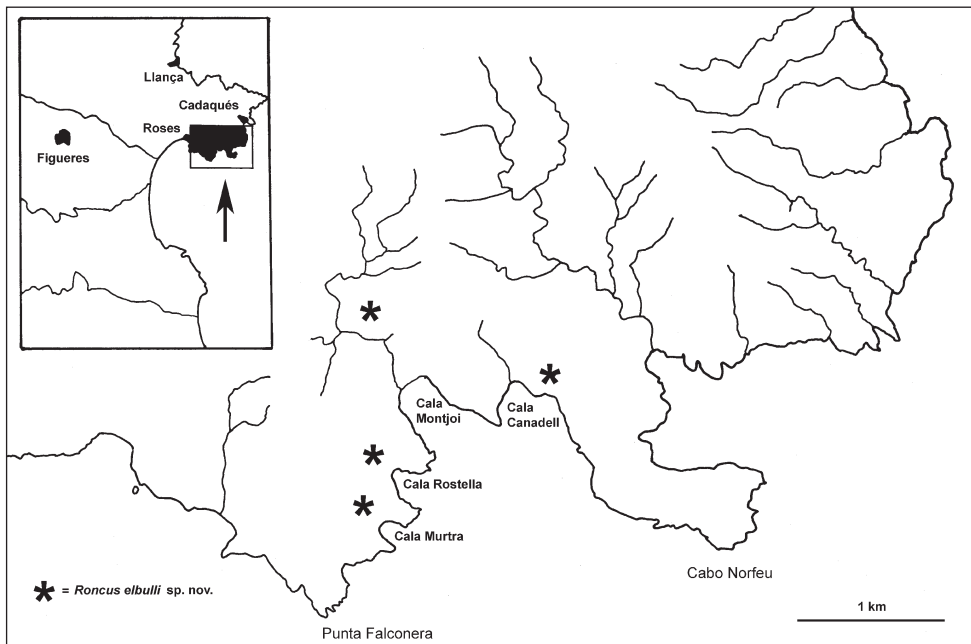 Llançà
Cadaqués
Roses
Figueres
Cala
Montjoi
Cala
Canadell
Cala Rostella
Cala Murtra
Cabo Norfeu
* = Roncus elbulli sp. nov.
1 km
Punta Falconera